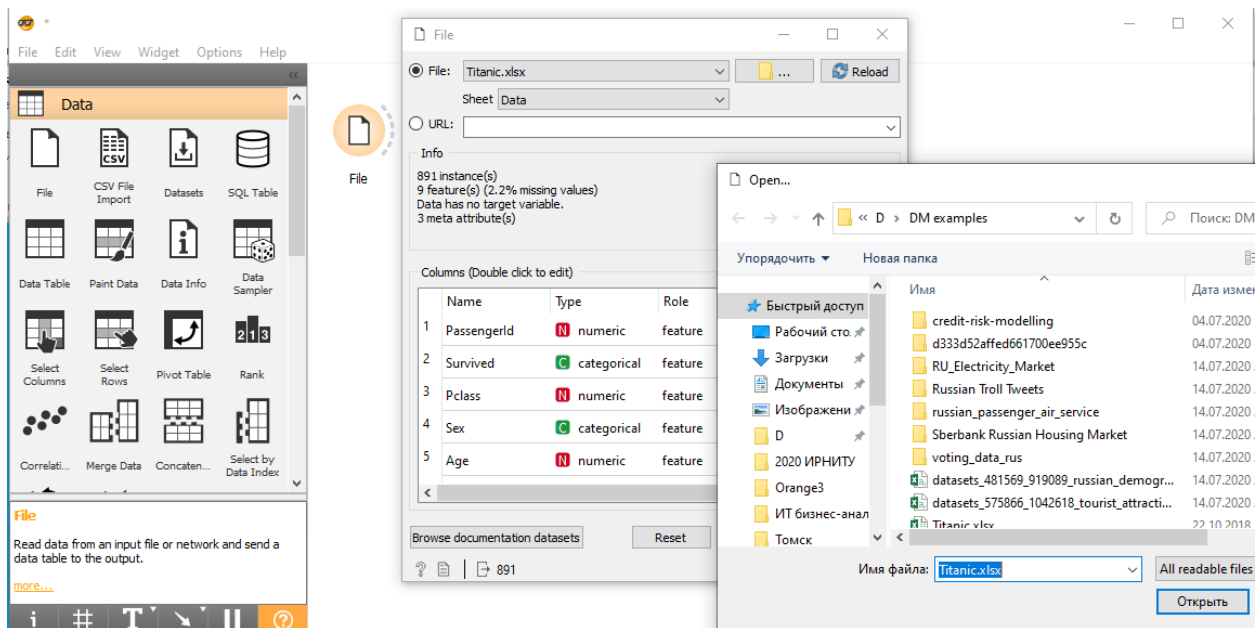 *
File Edit View Widget Options Help
Data
File
CSV File
Import
CSV
Datasets
SQL Table
Data Table
Paint Data
Data Info
Data
Sampler
Select
Columns
Select
Rows
Pivot Table
Rank
2 1 3
Correlati...
Merge Data
Concaten...
Select by
Data Index
File
Read data from an input file or network and send a
data table to the output.
more...
File
File
File: Titanic.xlsx ... Reload
Sheet Data
URL:
Info
891 instance(s)
9 feature(s) (2.2% missing values)
Data has no target variable.
3 meta attribute(s)
Columns (Double click to edit)
Name Type Role
1 PassengerId N numeric feature
2 Survived C categorical feature
3 Pclass N numeric feature
4 Sex C categorical feature
5 Age N numeric feature
Browse documentation datasets Reset
? 891
Open...
« D › DM examples
Поиск: DM
Упорядочить Новая папка
Быстрый доступ
Рабочий сто.
Загрузки
Документы
Изображени
D
2020 ИРНИТУ
Orange3
ИТ бизнес-анал
Томск
Имя Дата измен
credit-risk-modelling 04.07.2020
d333d52affed661700ee955c 04.07.2020
RU_Electricity_Market 14.07.2020
Russian Troll Tweets 14.07.2020
russian_passenger_air_service 14.07.2020
Sberbank Russian Housing Market 14.07.2020
voting_data_rus 14.07.2020
datasets_481569_919089_russian_demogr... 14.07.2020
datasets_575866_1042618_tourist_attracti... 14.07.2020
Titanic.xlsx 22.10.2018
Имя файла: Titanic.xlsx All readable files
Открыть